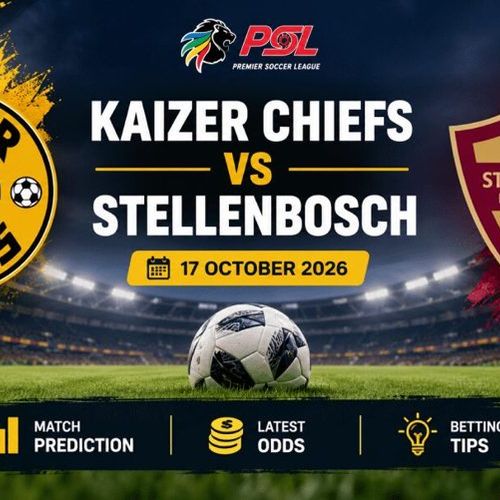 PSL
PREMIER SOCCER LEAGUE
KAIZER CHIEFS
VS
STELLENBOSCH
17 OCTOBER 2026
MATCH
PREDICTION
LATEST
ODDS
BETTING
TIPS